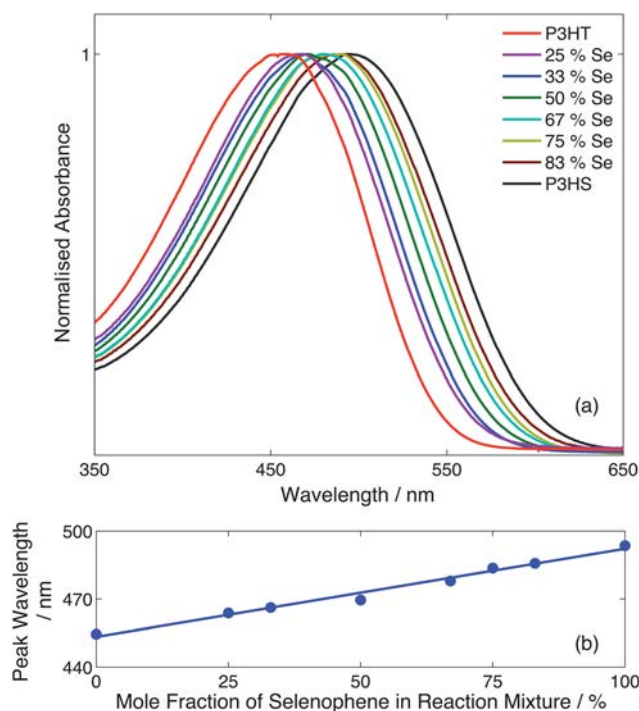 1
P3HT
25 % Se
33 % Se
50 % Se
67 % Se
75 % Se
83 % Se
P3HS
Normalised Absorbance
(a)
350 450 550 650
Wavelength / nm
Peak Wavelength
/ nm
500
470
440
(b)
0 25 50 75 100
Mole Fraction of Selenophene in Reaction Mixture / %